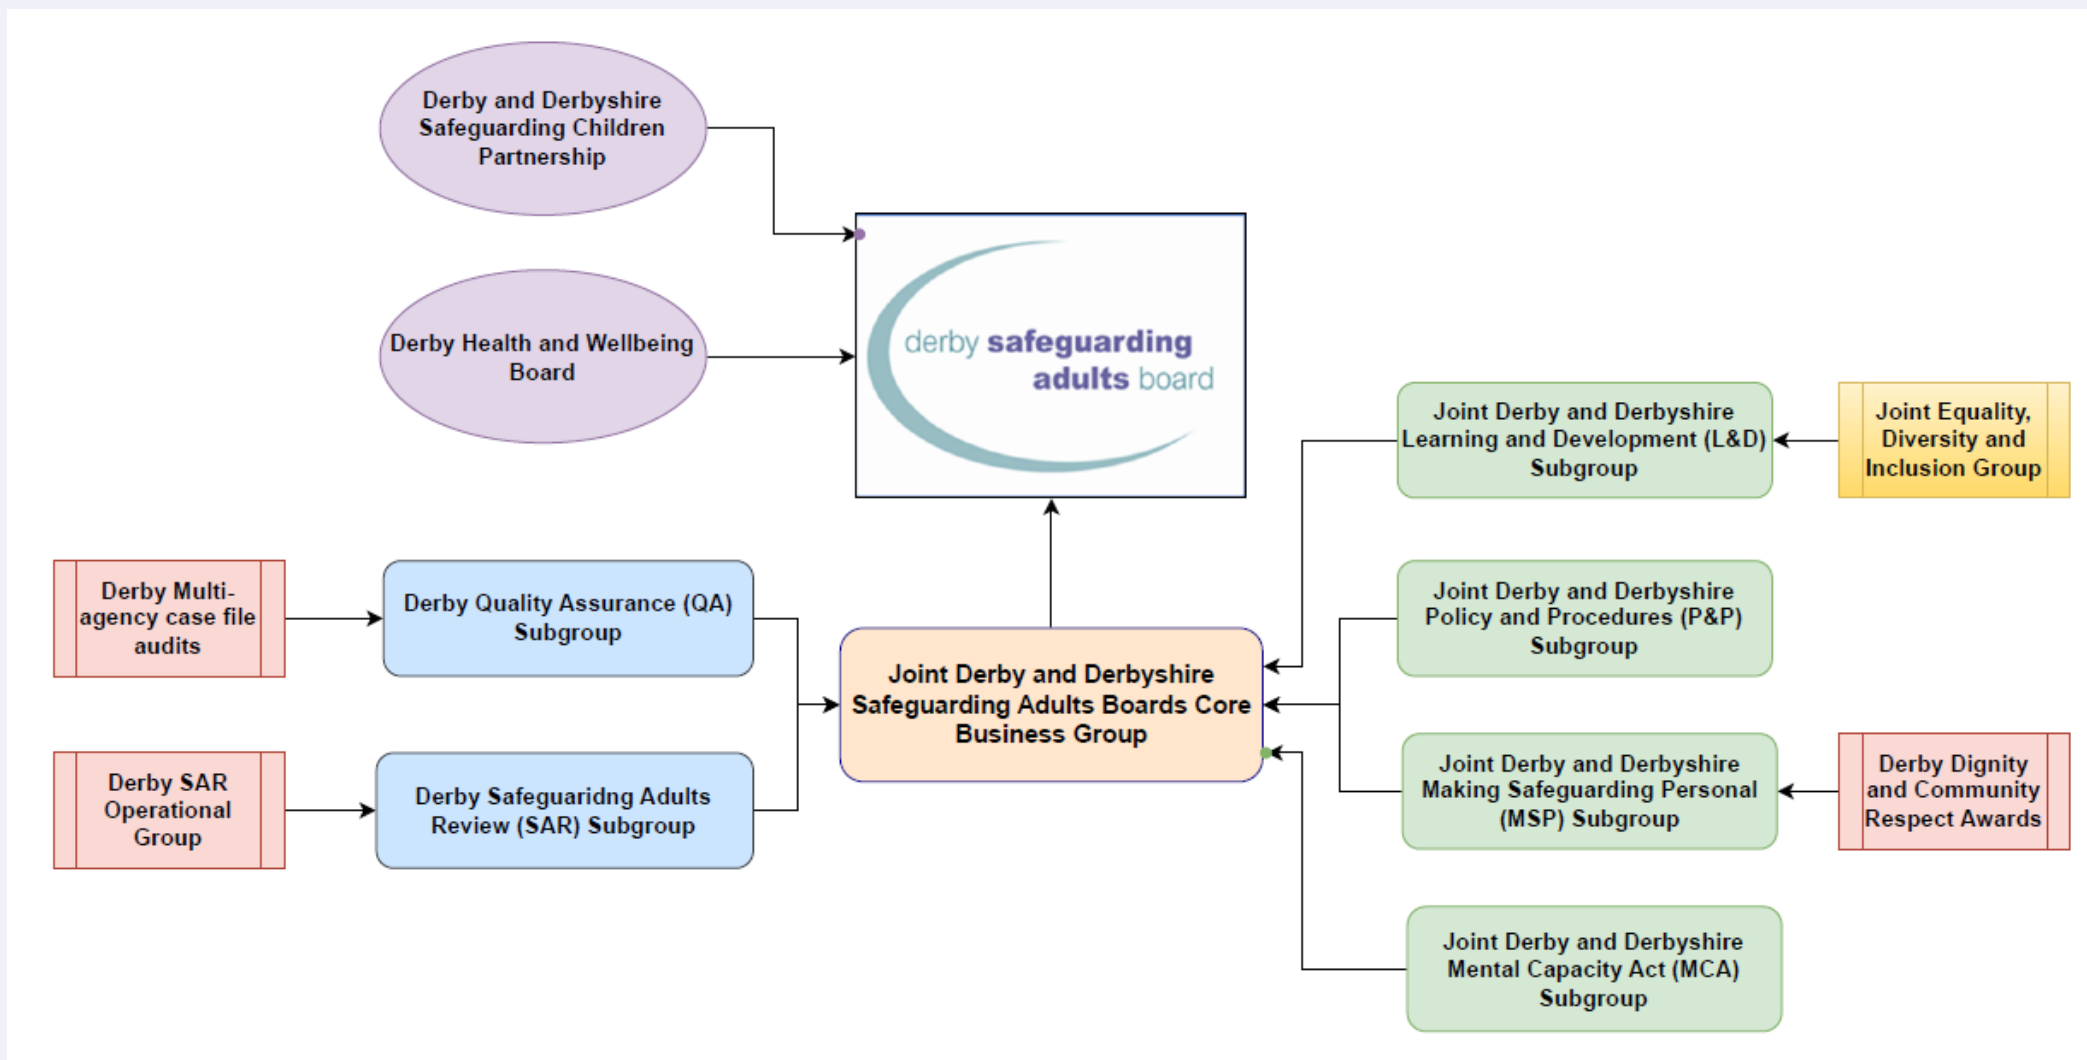 Derby and Derbyshire
Safeguarding Children
Partnership
Derby Health and Wellbeing
Board
derby safeguarding
adults board
Joint Derby and Derbyshire
Learning and Development (L&D)
Subgroup
Joint Equality,
Diversity and
Inclusion Group
Derby Multi-
agency case file
audits
Derby Quality Assurance (QA)
Subgroup
Joint Derby and Derbyshire
Policy and Procedures (P&P)
Subgroup
Joint Derby and Derbyshire
Safeguarding Adults Boards Core
Business Group
Derby SAR
Operational
Group
Derby Safeguaridng Adults
Review (SAR) Subgroup
Joint Derby and Derbyshire
Making Safeguarding Personal
(MSP) Subgroup
Derby Dignity
and Community
Respect Awards
Joint Derby and Derbyshire
Mental Capacity Act (MCA)
Subgroup